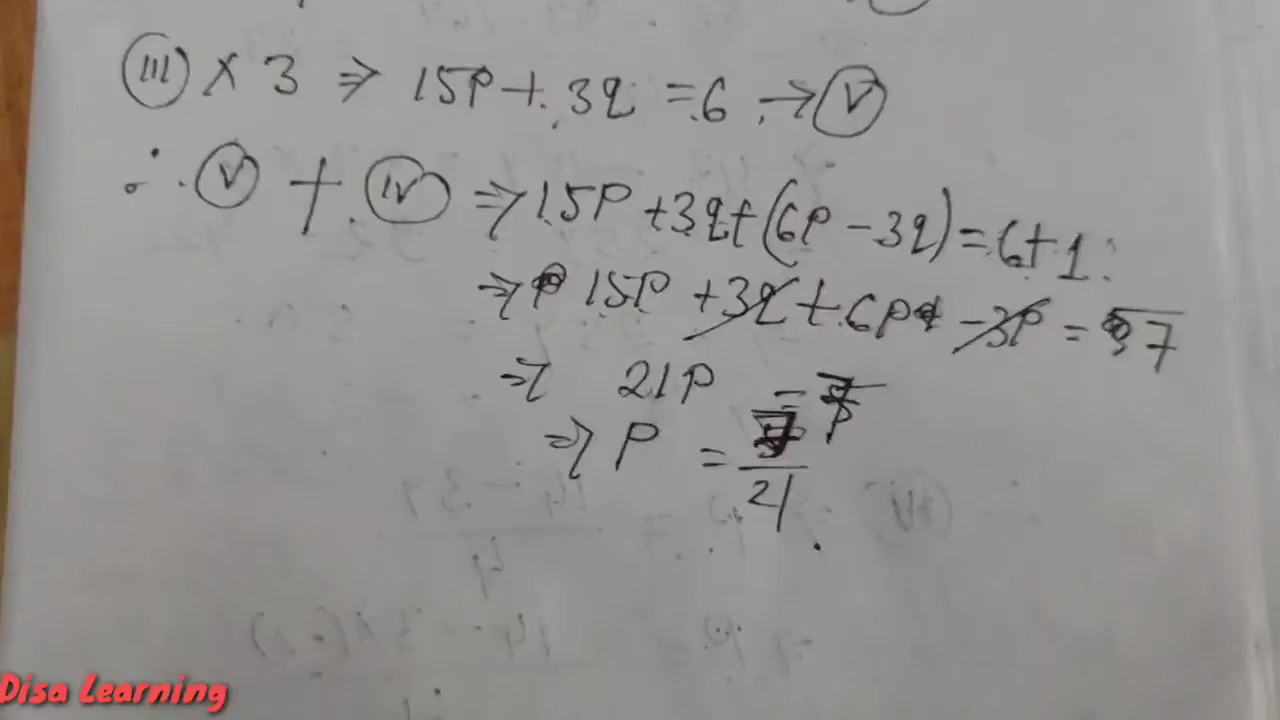 (III) × 3 ⇒ 15P + 3q = 6 → (V)
∴ (V) + (IV) ⇒ 15P + 3q + (6P - 3q) = 6 + 1
⇒ 15P + 3q + 6P - 3P = 7
⇒ 21P = 7
⇒ P = 7/21
Disa Learning